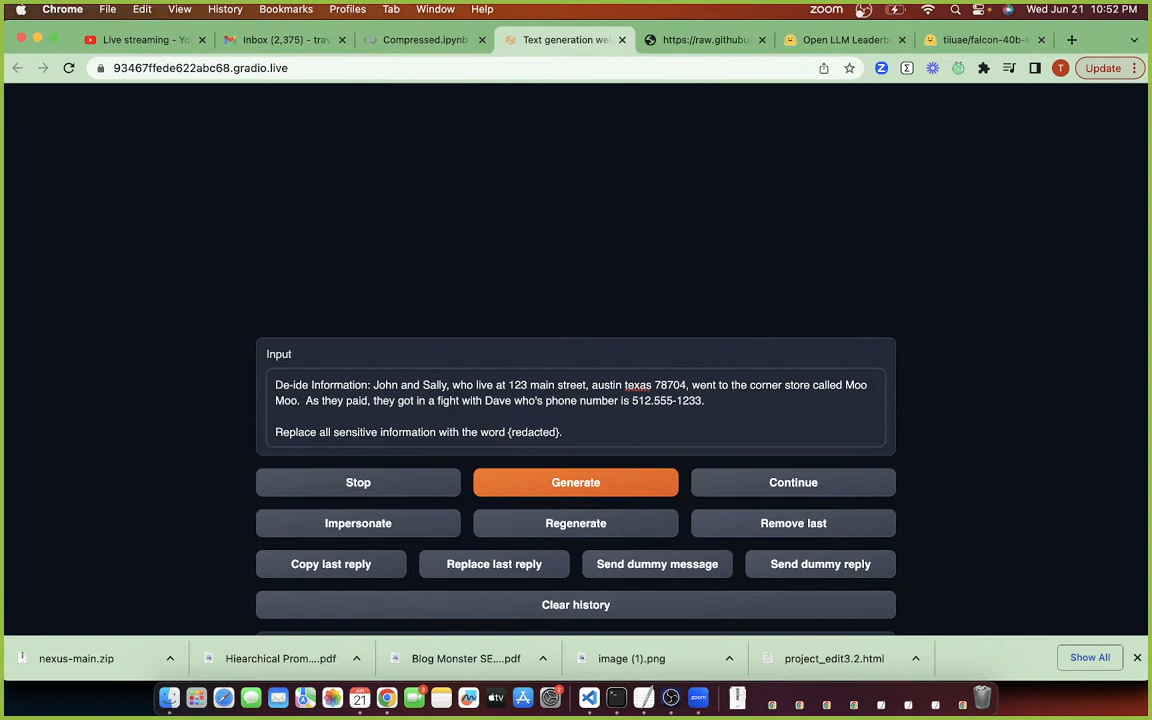 Chrome File Edit View History Bookmarks Profiles Tab Window Help zoom Wed Jun 21 10:52 PM
Live streaming - Yo Inbox (2,375) - trav Compressed.ipynb Text generation we https://raw.githubu Open LLM Leaderb tiiuae/falcon-40b-i
93467ffede622abc68.gradio.live T Update
Input
De-ide Information: John and Sally, who live at 123 main street, austin texas 78704, went to the corner store called Moo
Moo. As they paid, they got in a fight with Dave who's phone number is 512.555-1233.
Replace all sensitive information with the word {redacted}.
Stop Generate Continue
Impersonate Regenerate Remove last
Copy last reply Replace last reply Send dummy message Send dummy reply
Clear history
nexus-main.zip Hiearchical Prom....pdf Blog Monster SE....pdf image (1).png project_edit3.2.html Show All